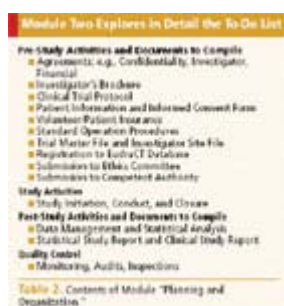 Module Two Explores in Detail the To Do List
Pre-Study Activities and Documents to Compile
Agreements: e.g., Confidentiality, Investigator,
Financial
Investigator's Brochure
Clinical Trial Protocol
Patient Information and Informed Consent Form
Volunteer/Patient Insurance
Standard Operation Procedures
Trial Master File and Investigator Site File
Registration to EudraCT Database
Submission to Ethics Committee
Submission to Competent Authority
Study Activities
Study Initiation, Conduct, and Closure
Post-Study Activities and Documents to Compile
Data Management and Statistical Analysis
Statistical Study Report and Clinical Study Report
Quality Control
Monitoring, Audits, Inspections
Table 2. Contents of Module "Planning and
Organization"